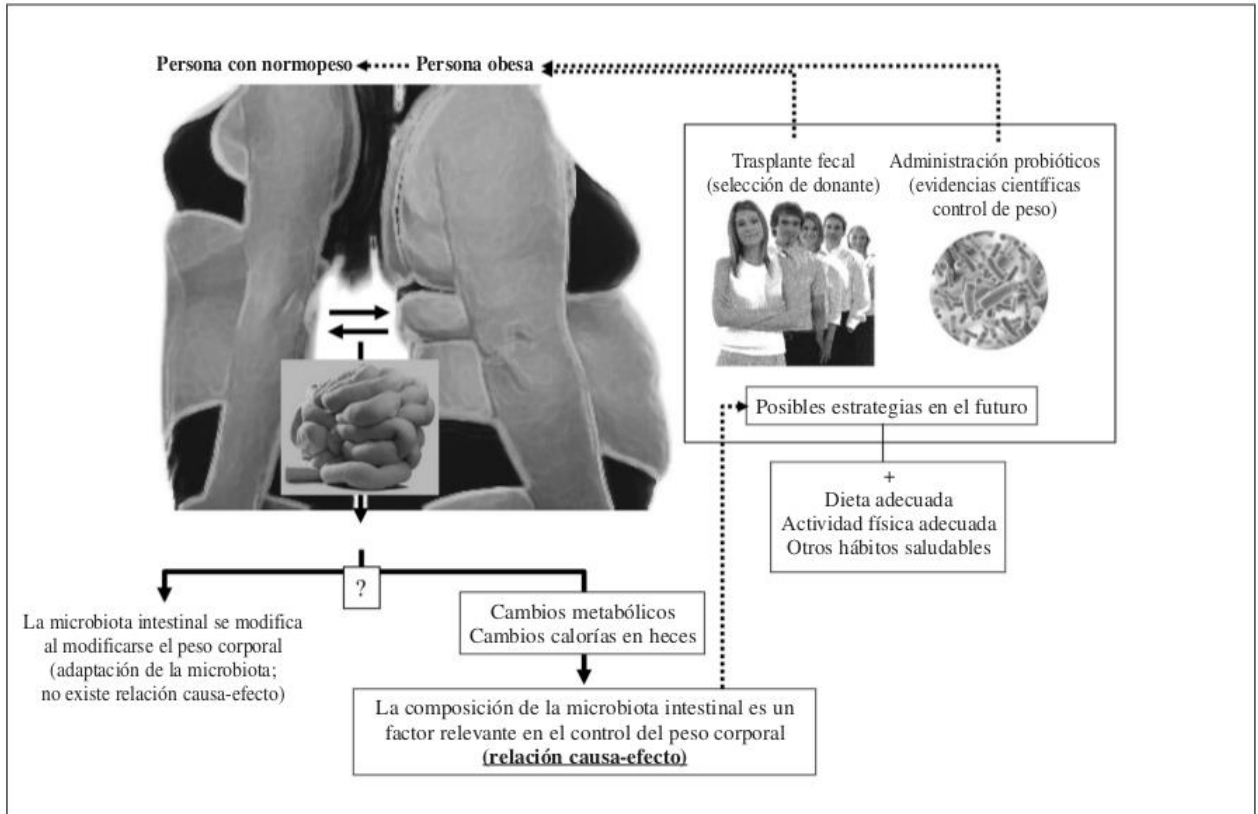 Persona con normopeso
Persona obesa
Trasplante fecal
(selección de donante)
Administración probióticos
(evidencias científicas
control de peso)
Posibles estrategias en el futuro
+
Dieta adecuada
Actividad física adecuada
Otros hábitos saludables
?
La microbiota intestinal se modifica
al modificarse el peso corporal
(adaptación de la microbiota;
no existe relación causa-efecto)
Cambios metabólicos
Cambios calorías en heces
La composición de la microbiota intestinal es un
factor relevante en el control del peso corporal
(relación causa-efecto)